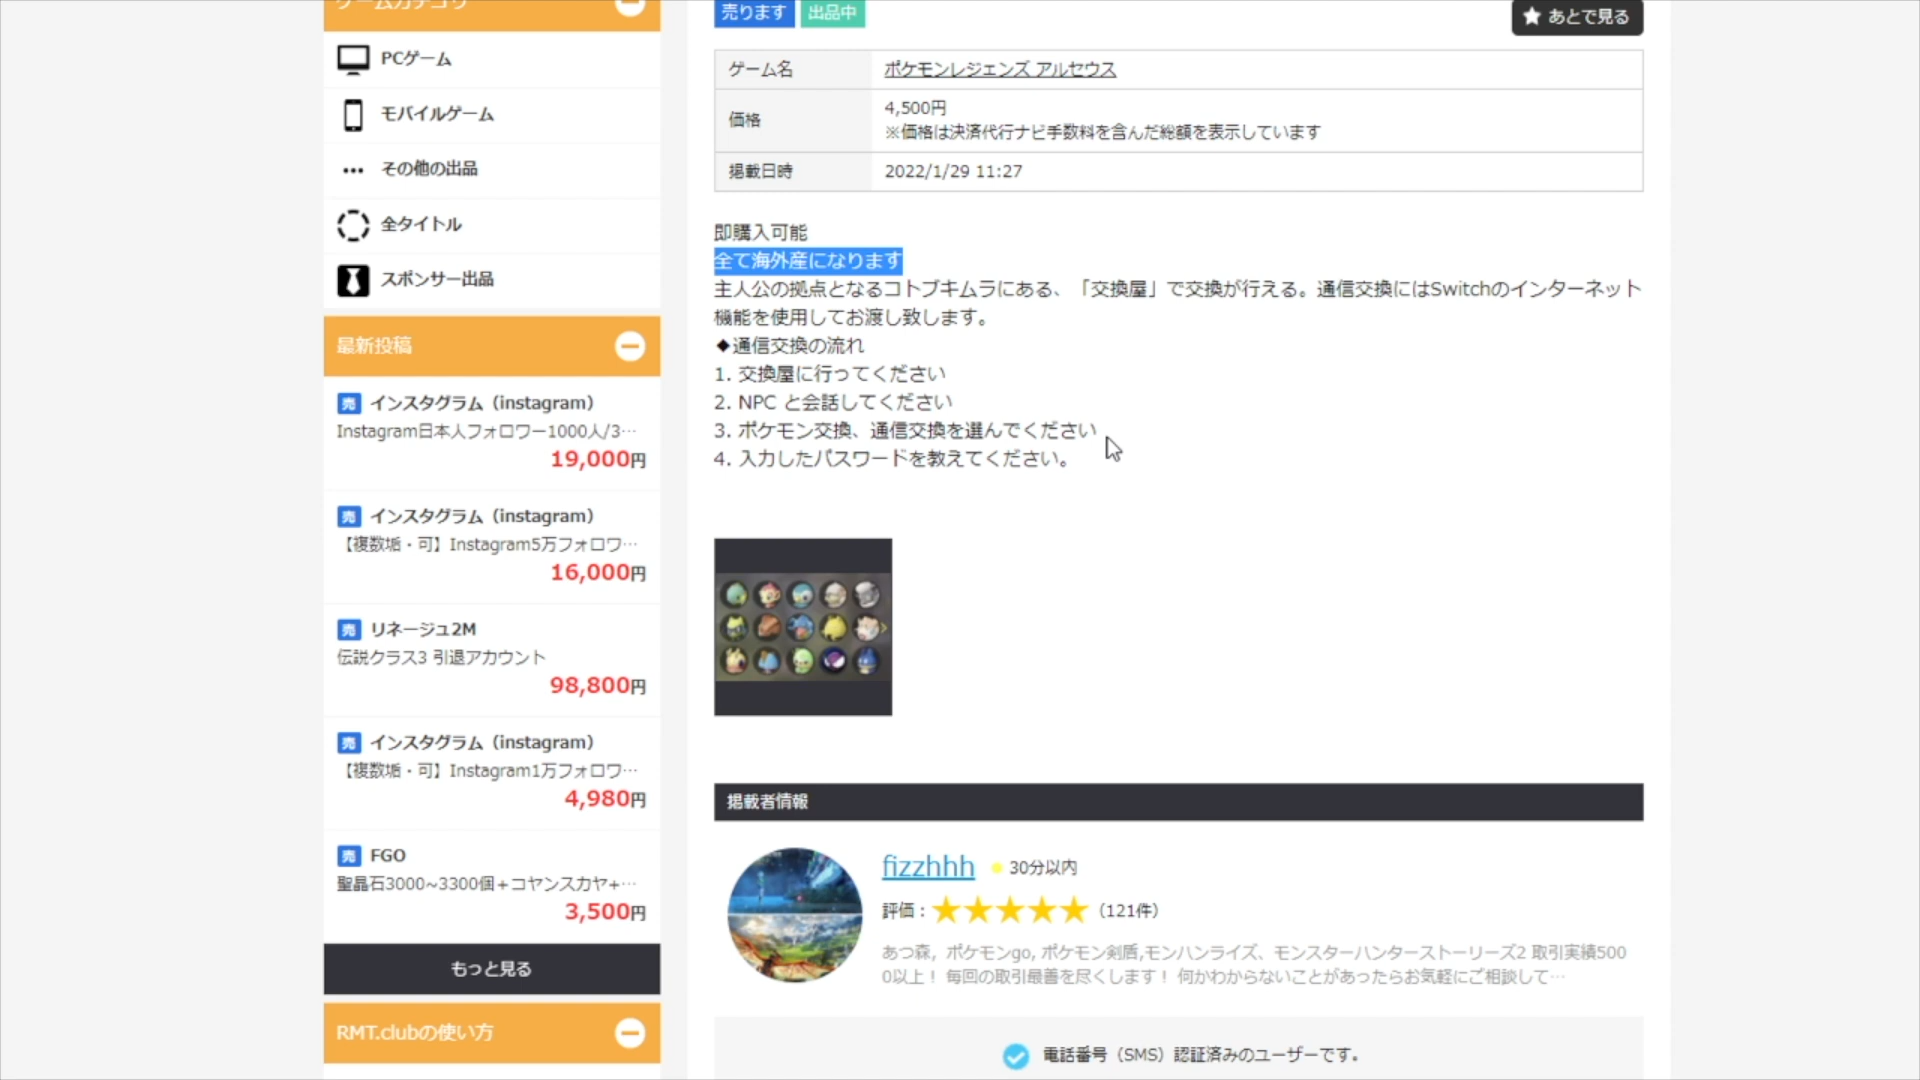 ゲームカテゴリ
PCゲーム
モバイルゲーム
その他の出品
全タイトル
スポンサー出品
最新投稿
売 インスタグラム（instagram）
Instagram日本人フォロワー1000人/3…
19,000円
売 インスタグラム（instagram）
【複数垢・可】Instagram5万フォロワ…
16,000円
売 リネージュ2M
伝説クラス3 引退アカウント
98,800円
売 インスタグラム（instagram）
【複数垢・可】Instagram1万フォロワ…
4,980円
売 FGO
聖晶石3000~3300個＋コヤンスカヤ+…
3,500円
もっと見る
RMT.clubの使い方
売ります 出品中
★ あとで見る
ゲーム名 ポケモンレジェンズ アルセウス
価格 4,500円
※価格は決済代行ナビ手数料を含んだ総額を表示しています
掲載日時 2022/1/29 11:27
即購入可能
全て海外産になります
主人公の拠点となるコトブキムラにある、「交換屋」で交換が行える。通信交換にはSwitchのインターネット
機能を使用してお渡し致します。
◆通信交換の流れ
1. 交換屋に行ってください
2. NPC と会話してください
3. ポケモン交換、通信交換を選んでください
4. 入力したパスワードを教えてください。
掲載者情報
fizzhhh 30分以内
評価：★★★★★（121件）
あつ森, ポケモンgo, ポケモン剣盾,モンハンライズ、モンスターハンターストーリーズ2 取引実績500
0以上！ 毎回の取引最善を尽くします！ 何かわからないことがあったらお気軽にご相談して…
電話番号（SMS）認証済みのユーザーです。